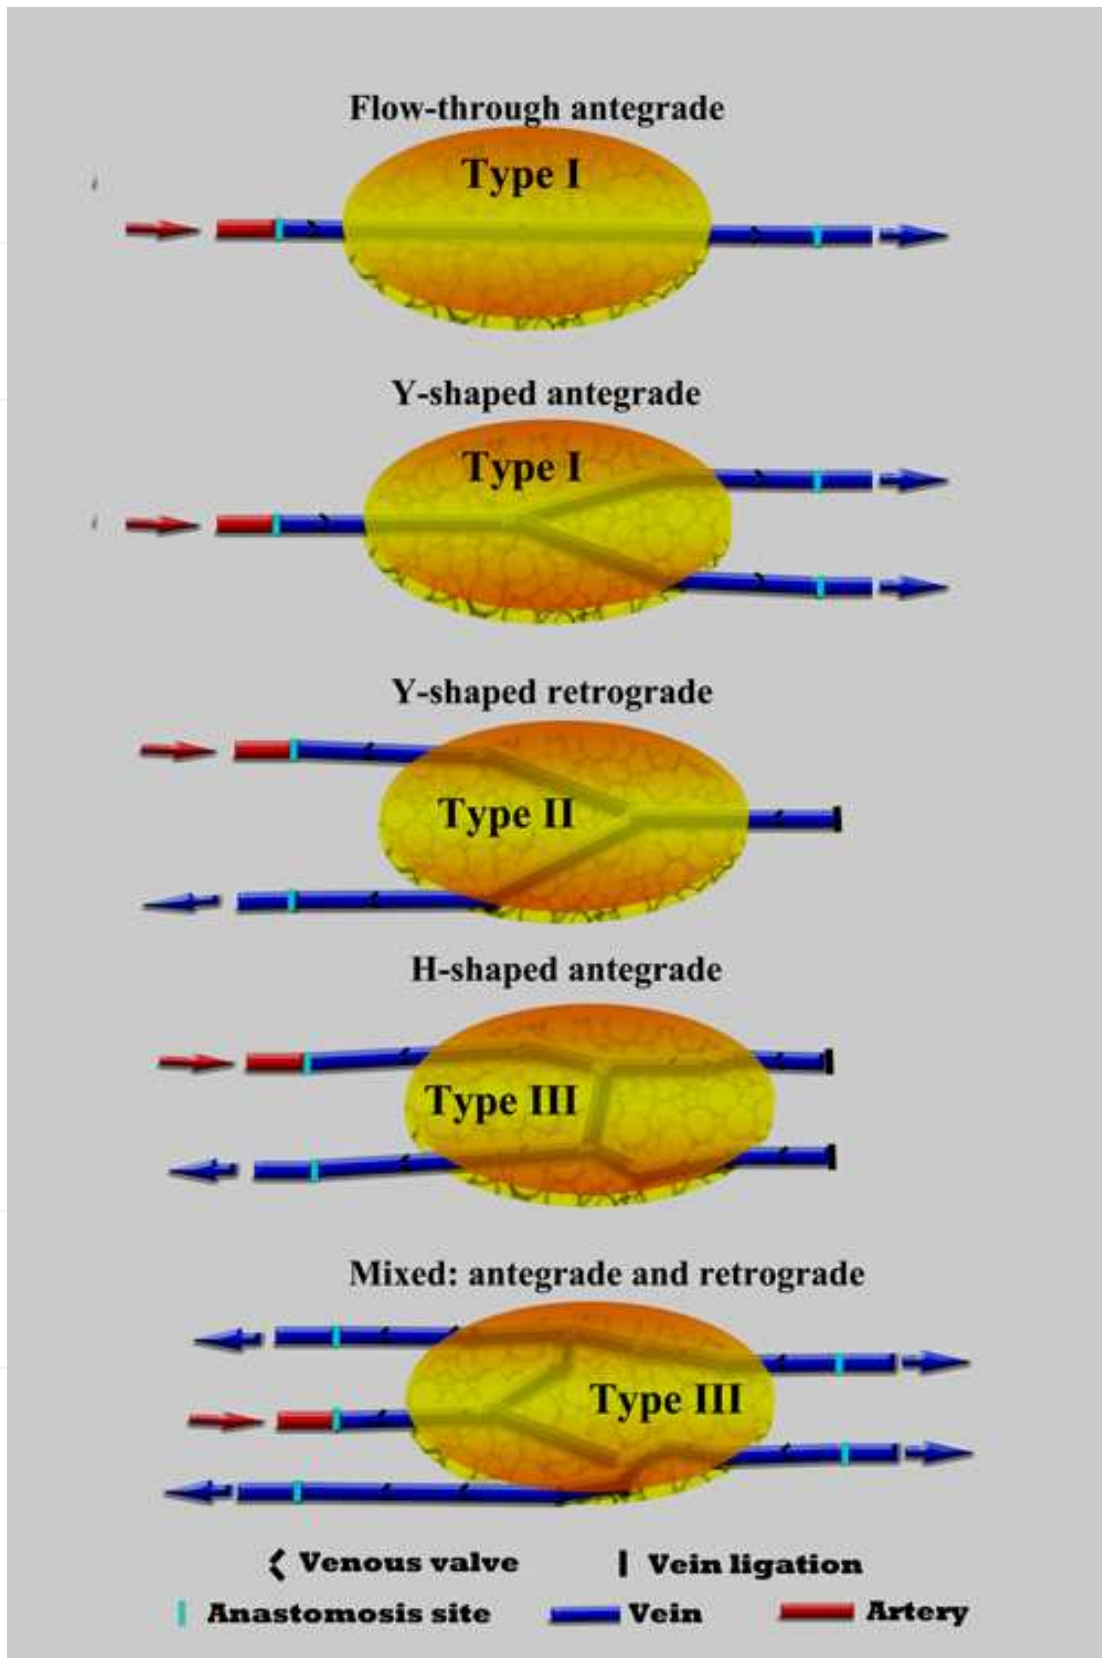 Flow-through antegrade
Type I
Y-shaped antegrade
Type I
Y-shaped retrograde
Type II
H-shaped antegrade
Type III
Mixed: antegrade and retrograde
Type III
Venous valve Vein ligation
Anastomosis site Vein Artery